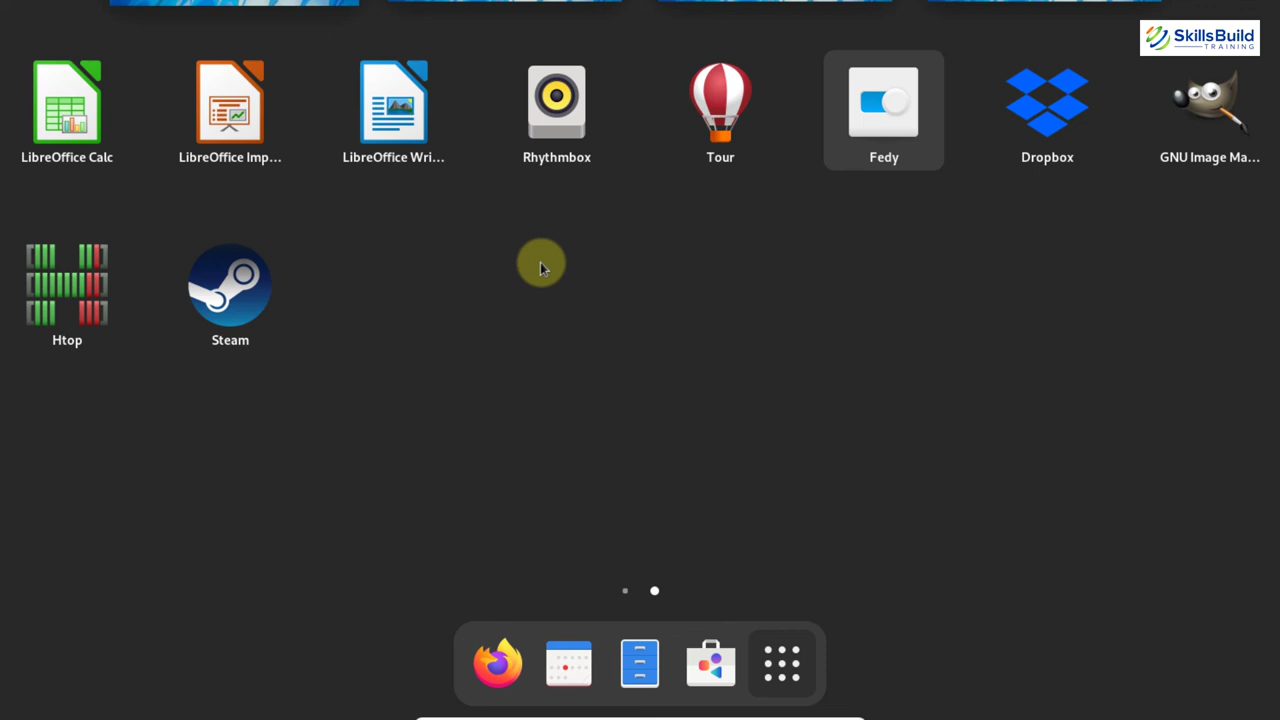 SkillsBuild
TRAINING
LibreOffice Calc
LibreOffice Imp...
LibreOffice Wri...
Rhythmbox
Tour
Fedy
Dropbox
GNU Image Ma...
Htop
Steam